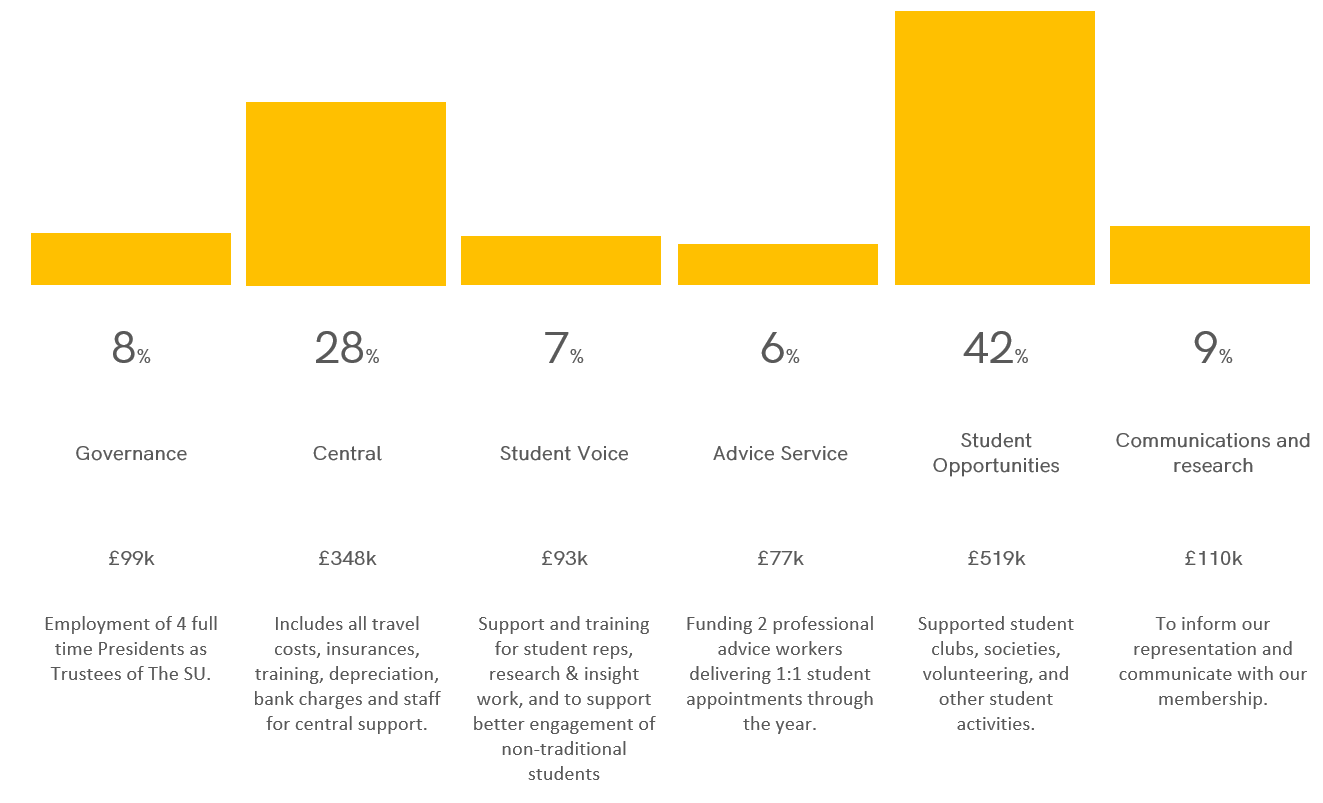 8%
28%
7%
6%
42%
9%
Governance
Central
Student Voice
Advice Service
Student
Opportunities
Communications and
research
£99k
£348k
£93k
£77k
£519k
£110k
Employment of 4 full
time Presidents as
Trustees of The SU.
Includes all travel
costs, insurances,
training, depreciation,
bank charges and staff
for central support.
Support and training
for student reps,
research & insight
work, and to support
better engagement of
non-traditional
students
Funding 2 professional
advice workers
delivering 1:1 student
appointments through
the year.
Supported student
clubs, societies,
volunteering, and
other student
activities.
To inform our
representation and
communicate with our
membership.